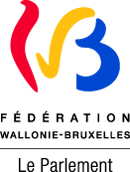 FÉDÉRATION
WALLONIE-BRUXELLES
Le Parlement